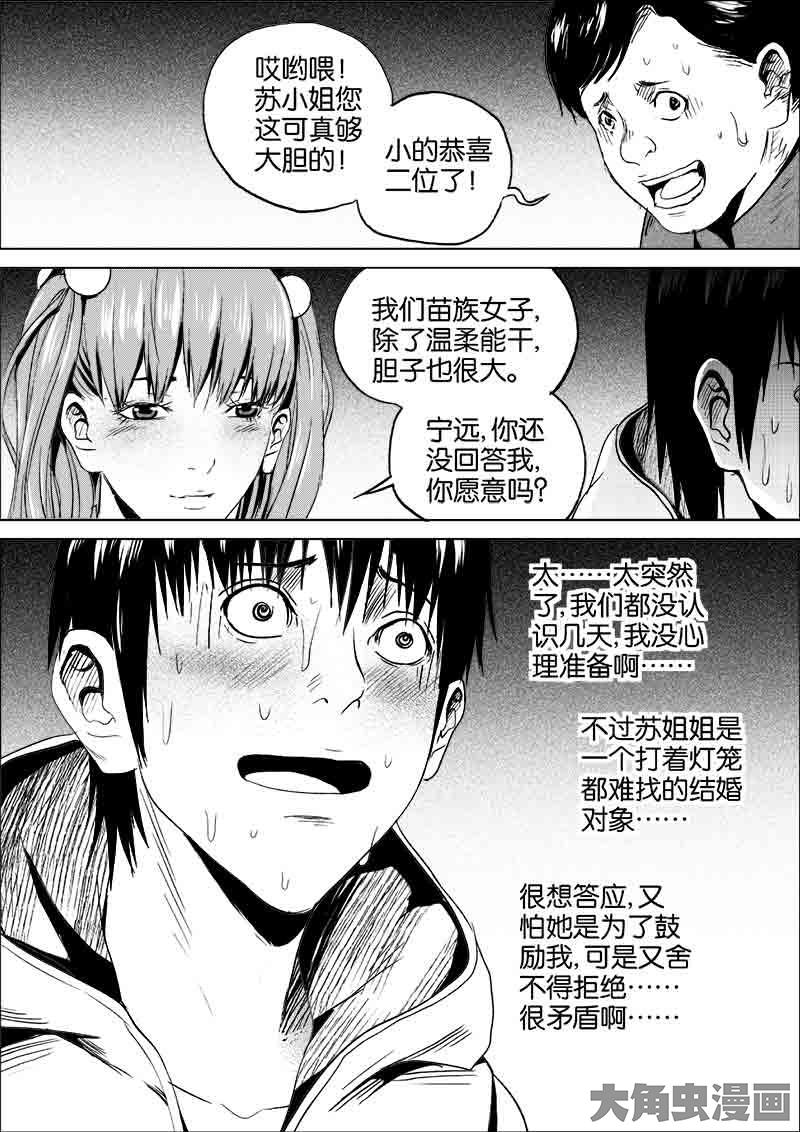 哎哟喂！
苏小姐您
这可真够
大胆的！
小的恭喜
二位了！
我们苗族女子，
除了温柔能干，
胆子也很大。
宁远，你还
没回答我，
你愿意吗？
太……太突然
了，我们都没认
识几天，我没心
理准备啊……
不过苏姐姐是
一个打着灯笼
都难找的结婚
对象……
很想答应，又
怕她是为了鼓
励我，可是又舍
不得拒绝……
很矛盾啊……
大角虫漫画